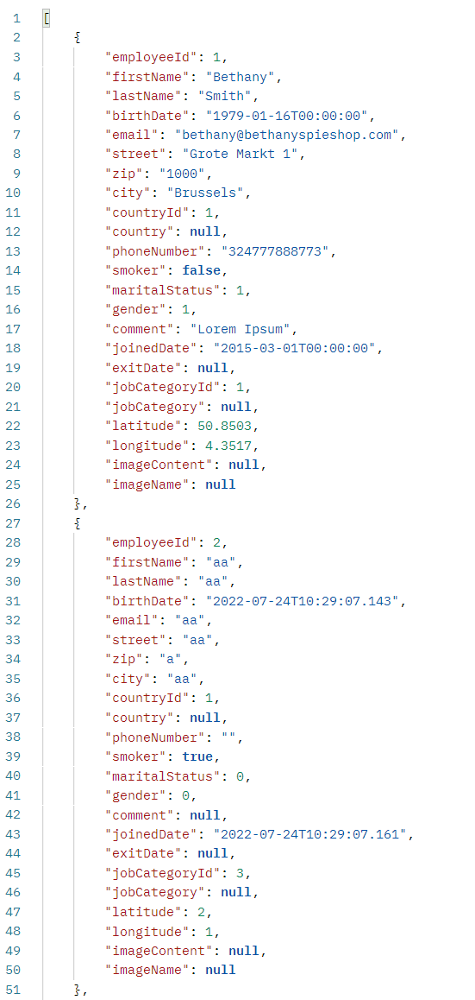 1 [
2 {
3 "employeeId": 1,
4 "firstName": "Bethany",
5 "lastName": "Smith",
6 "birthDate": "1979-01-16T00:00:00",
7 "email": "bethany@bethanyspieshop.com",
8 "street": "Grote Markt 1",
9 "zip": "1000",
10 "city": "Brussels",
11 "countryId": 1,
12 "country": null,
13 "phoneNumber": "324777888773",
14 "smoker": false,
15 "maritalStatus": 1,
16 "gender": 1,
17 "comment": "Lorem Ipsum",
18 "joinedDate": "2015-03-01T00:00:00",
19 "exitDate": null,
20 "jobCategoryId": 1,
21 "jobCategory": null,
22 "latitude": 50.8503,
23 "longitude": 4.3517,
24 "imageContent": null,
25 "imageName": null
26 },
27 {
28 "employeeId": 2,
29 "firstName": "aa",
30 "lastName": "aa",
31 "birthDate": "2022-07-24T10:29:07.143",
32 "email": "aa",
33 "street": "aa",
34 "zip": "a",
35 "city": "aa",
36 "countryId": 1,
37 "country": null,
38 "phoneNumber": "",
39 "smoker": true,
40 "maritalStatus": 0,
41 "gender": 0,
42 "comment": null,
43 "joinedDate": "2022-07-24T10:29:07.161",
44 "exitDate": null,
45 "jobCategoryId": 3,
46 "jobCategory": null,
47 "latitude": 2,
48 "longitude": 1,
49 "imageContent": null,
50 "imageName": null
51 },